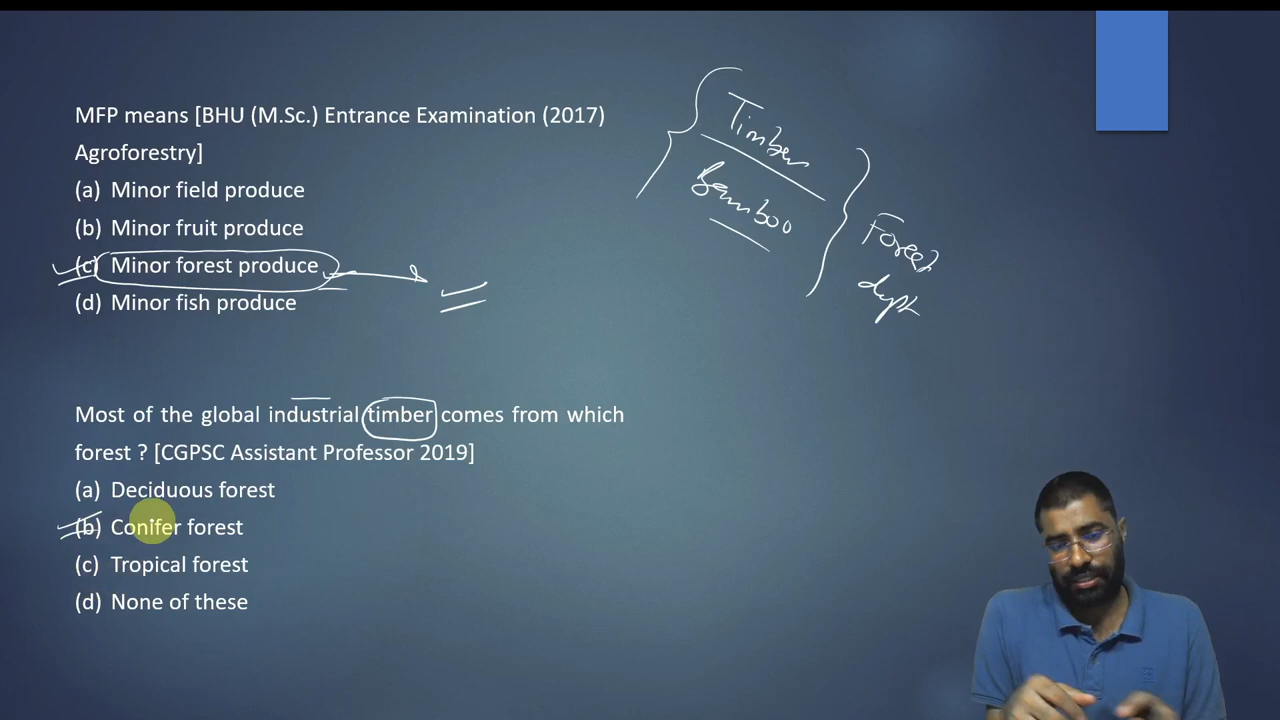 MFP means [BHU (M.Sc.) Entrance Examination (2017)
Agroforestry]
(a) Minor field produce
(b) Minor fruit produce
(c) Minor forest produce
(d) Minor fish produce
Timber
Bamboo
Forest
Most of the global industrial timber comes from which
forest ? [CGPSC Assistant Professor 2019]
(a) Deciduous forest
(b) Conifer forest
(c) Tropical forest
(d) None of these